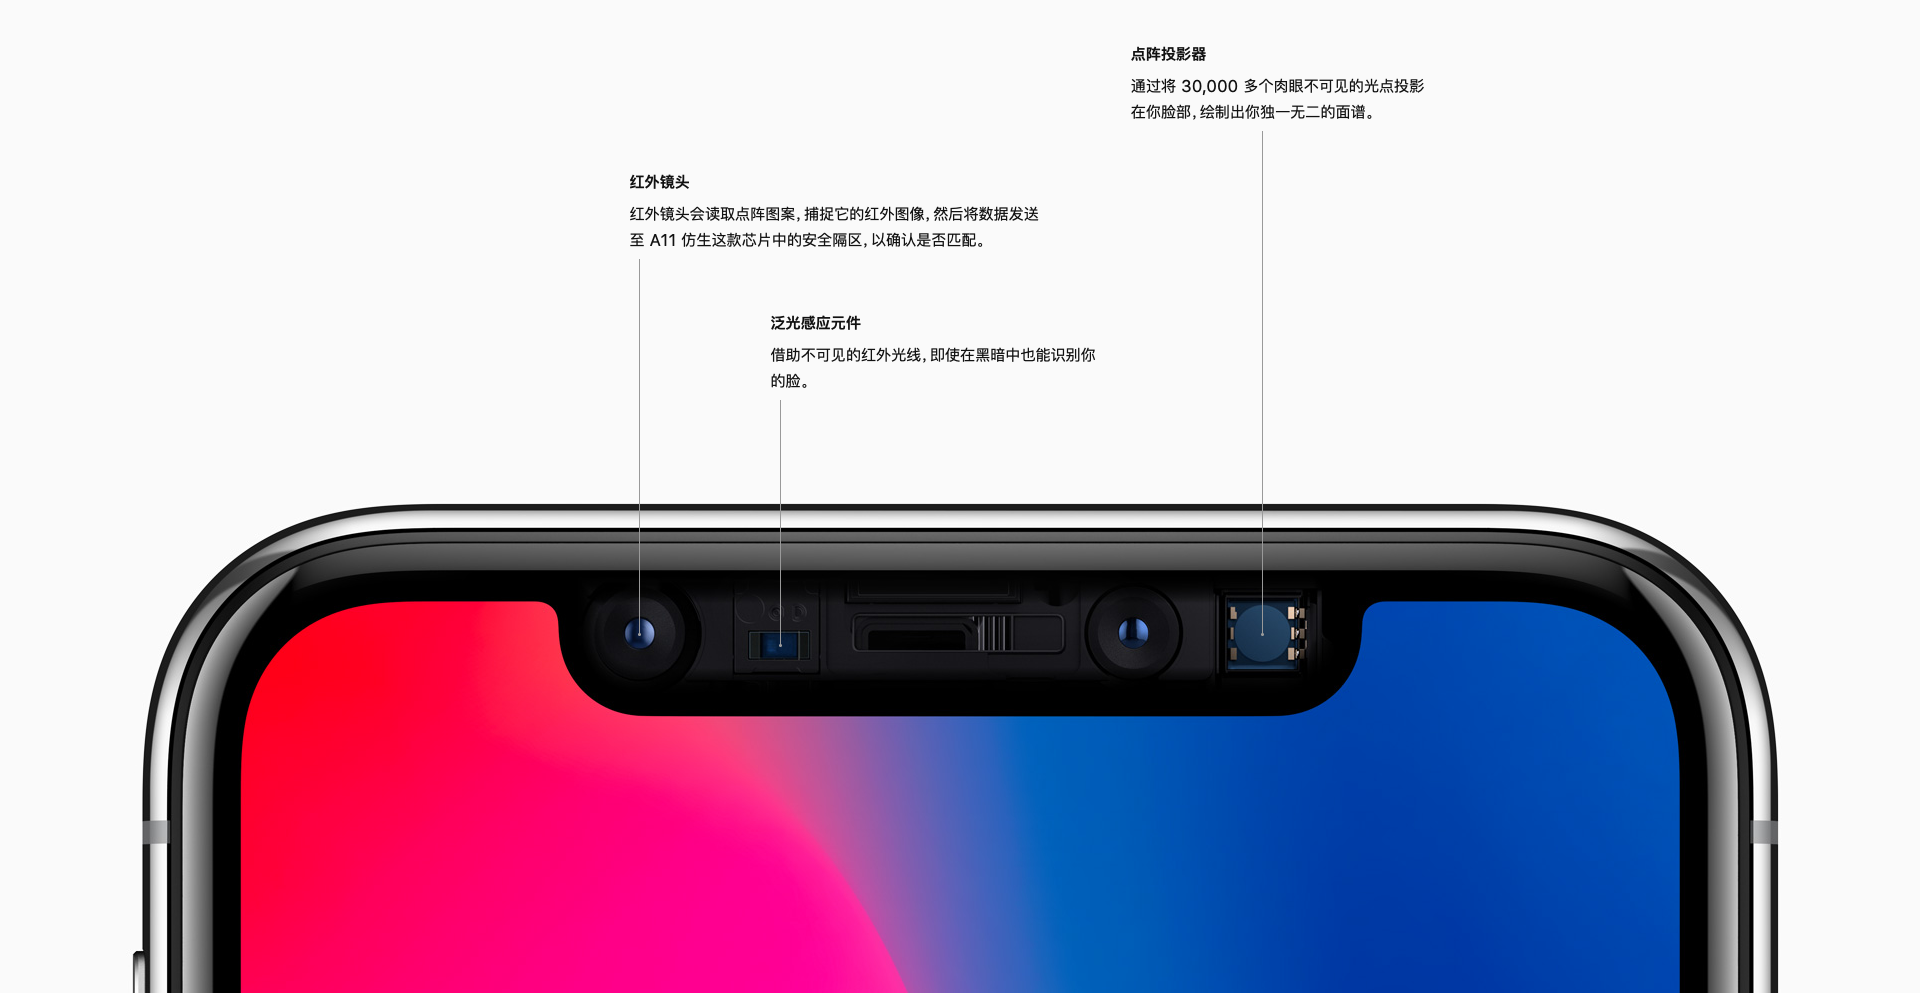 点阵投影器
通过将 30,000 多个肉眼不可见的光点投影
在你脸部，绘制出你独一无二的面谱。
红外镜头
红外镜头会读取点阵图案，捕捉它的红外图像，然后将数据发送
至 A11 仿生这款芯片中的安全隔区，以确认是否匹配。
泛光感应元件
借助不可见的红外光线，即使在黑暗中也能识别你
的脸。